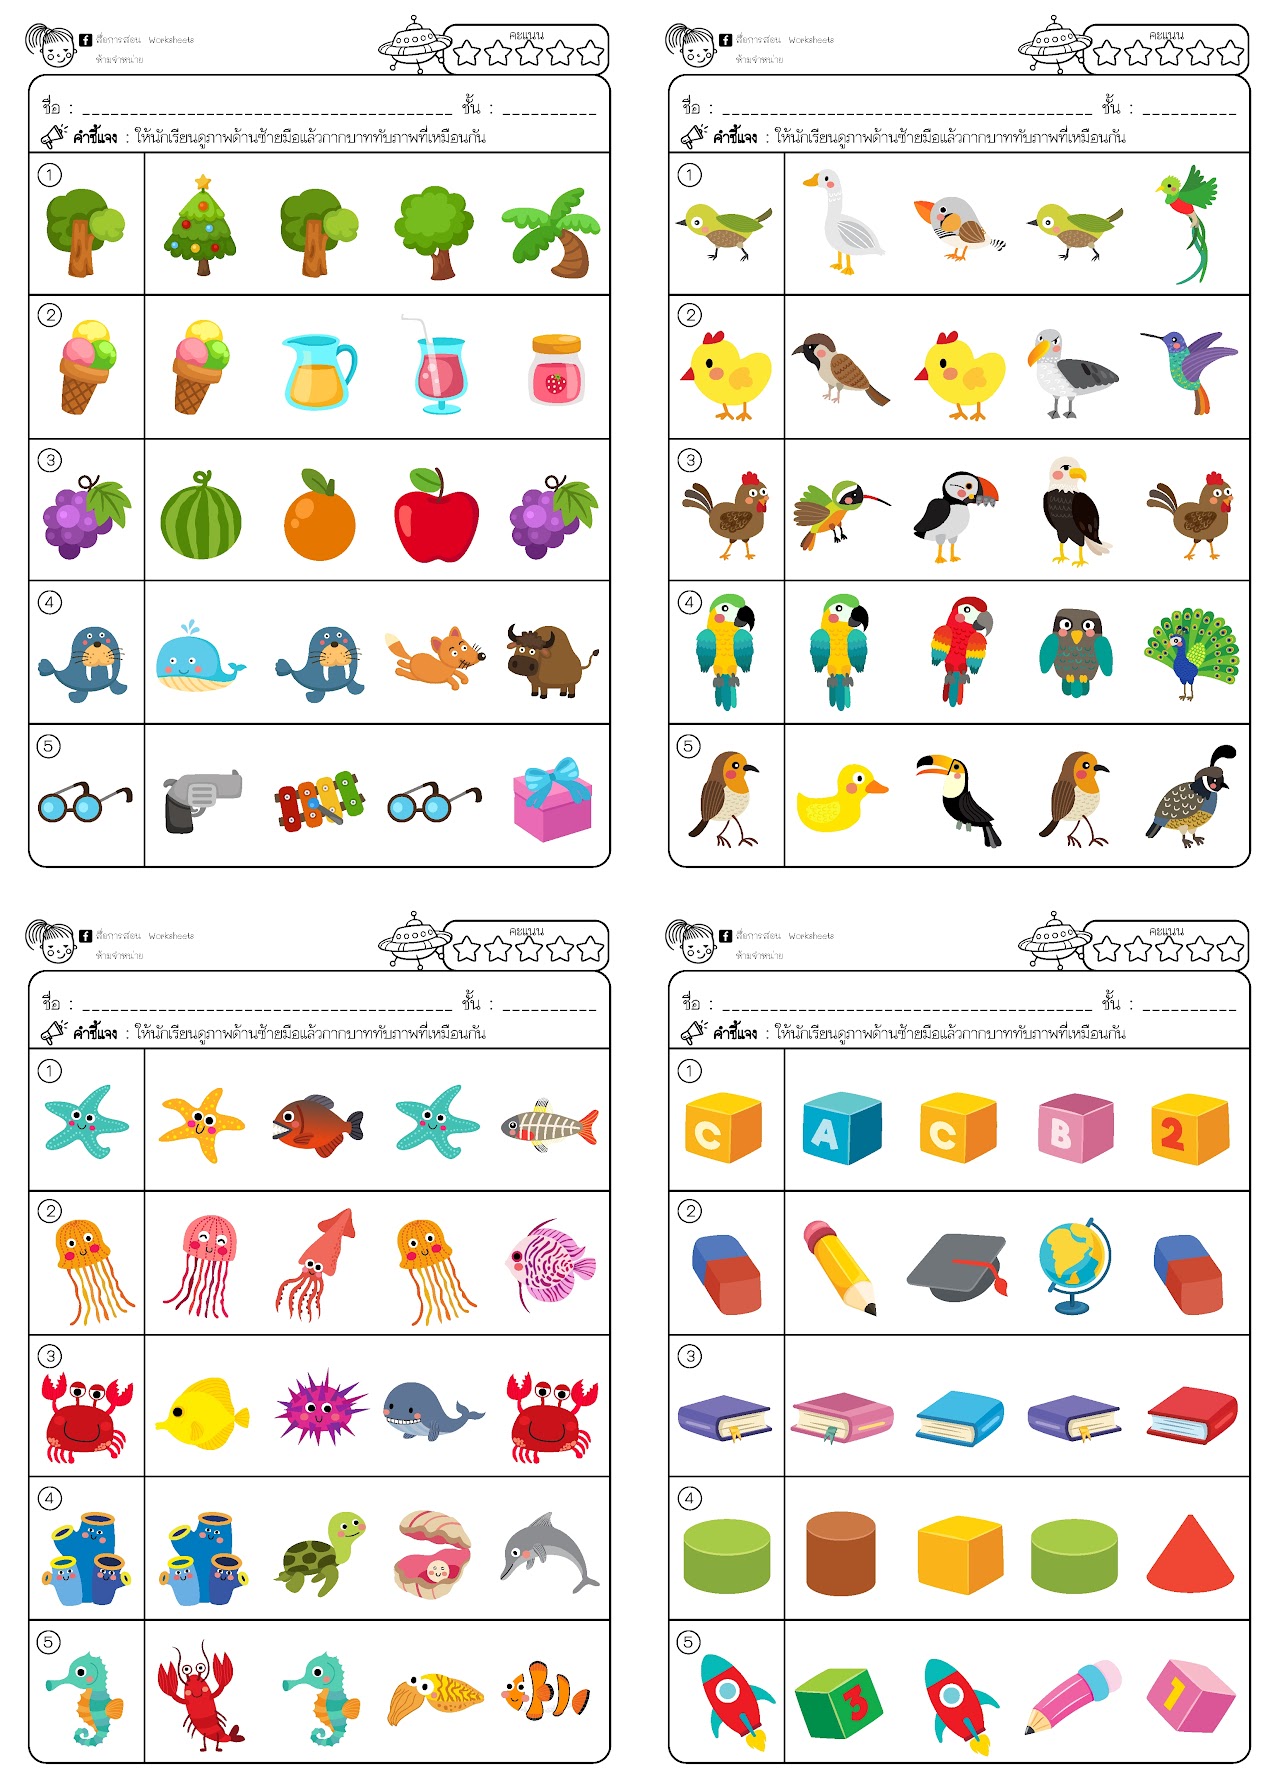 สื่อการสอน Worksheets
ห้ามจำหน่าย
คะแนน
ชื่อ : ชั้น :
คำชี้แจง : ให้นักเรียนดูภาพด้านซ้ายมือแล้วกากบาททับภาพที่เหมือนกัน
1
2
3
4
5
สื่อการสอน Worksheets
ห้ามจำหน่าย
คะแนน
ชื่อ : ชั้น :
คำชี้แจง : ให้นักเรียนดูภาพด้านซ้ายมือแล้วกากบาททับภาพที่เหมือนกัน
1
2
3
4
5
สื่อการสอน Worksheets
ห้ามจำหน่าย
คะแนน
ชื่อ : ชั้น :
คำชี้แจง : ให้นักเรียนดูภาพด้านซ้ายมือแล้วกากบาททับภาพที่เหมือนกัน
1
2
3
4
5
สื่อการสอน Worksheets
ห้ามจำหน่าย
คะแนน
ชื่อ : ชั้น :
คำชี้แจง : ให้นักเรียนดูภาพด้านซ้ายมือแล้วกากบาททับภาพที่เหมือนกัน
1
C A C B 2
2
3
4
5
3 1